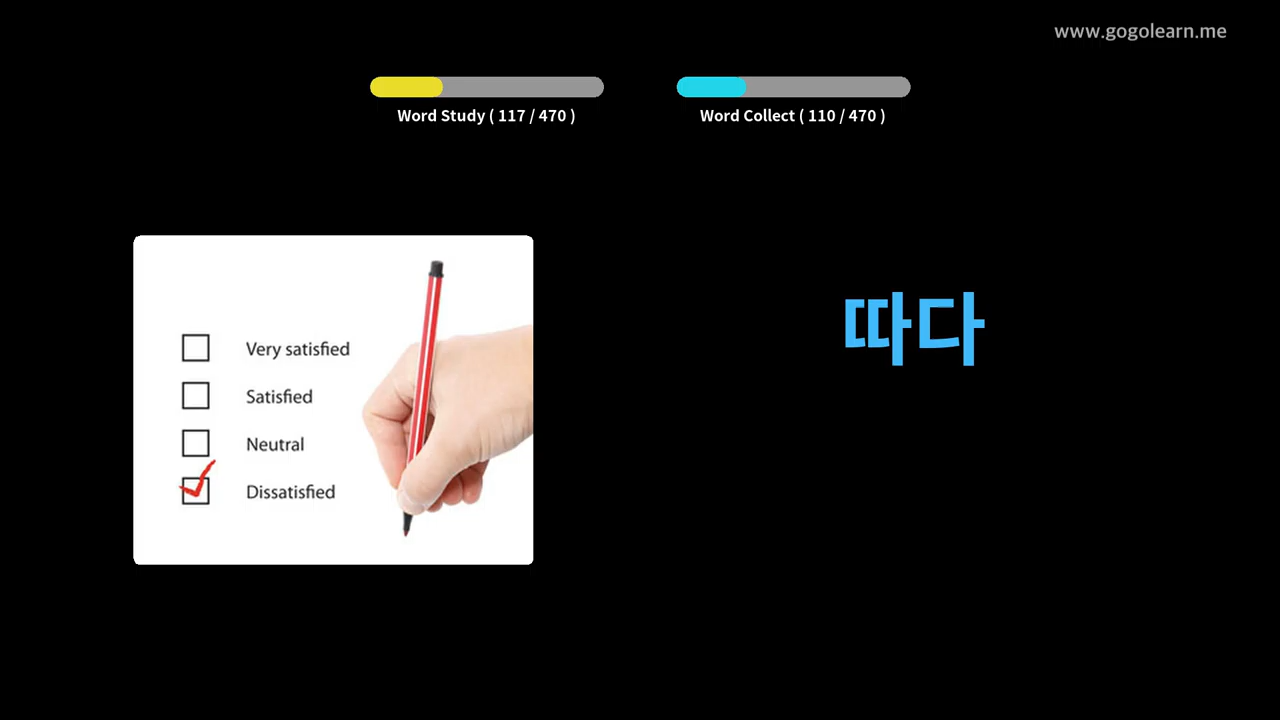 www.gogolearn.me
Word Study ( 117 / 470 )
Word Collect ( 110 / 470 )
Very satisfied
Satisfied
Neutral
Dissatisfied
따다